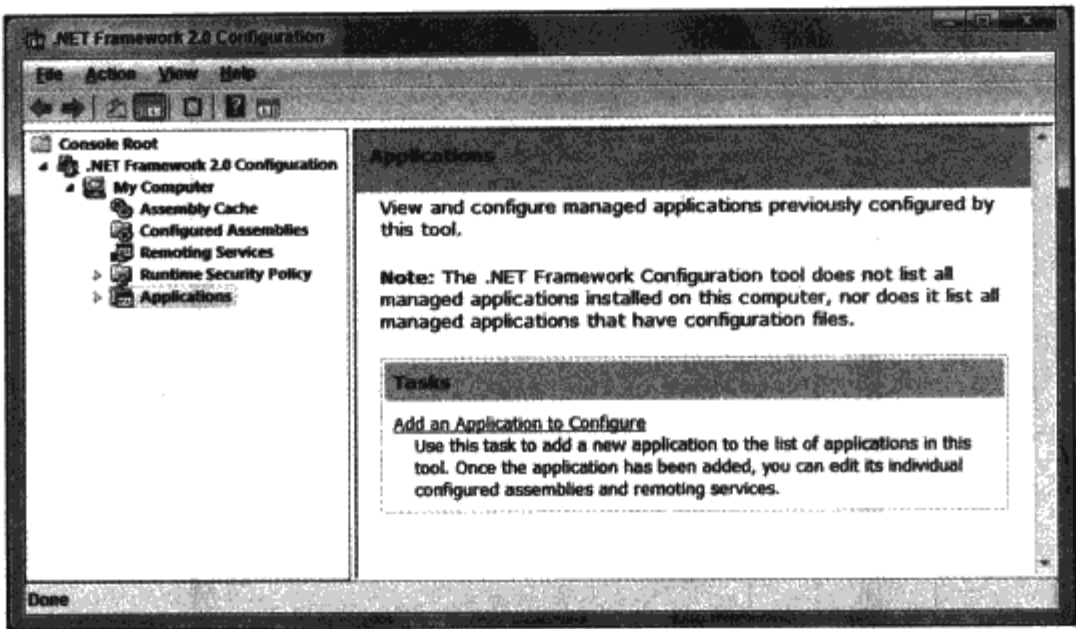 .NET Framework 2.0 Configuration
File Action View Help
Console Root
.NET Framework 2.0 Configuration
My Computer
Assembly Cache
Configured Assemblies
Remoting Services
Runtime Security Policy
Applications
Applications
View and configure managed applications previously configured by
this tool.
Note: The .NET Framework Configuration tool does not list all
managed applications installed on this computer, nor does it list all
managed applications that have configuration files.
Tasks
Add an Application to Configure
Use this task to add a new application to the list of applications in this
tool. Once the application has been added, you can edit its individual
configured assemblies and remoting services.
Done